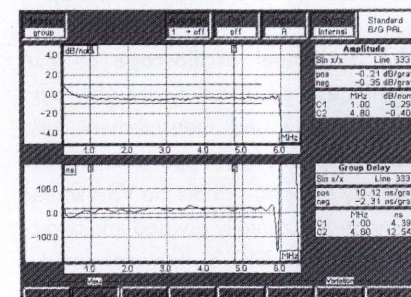 group
1 → off
off
A
Internal
Standard
B/G PAL
dB/nom
4.0
2.0
0.0
-2.0
-4.0
MHz
1.0 2.0 3.0 4.0 5.0 6.0
Amplitude
Sin x/x Line 333
pos -0.21 dB/gra
neg -0.35 dB/gra
MHz dB/nom
C1 1.00 -0.29
C2 4.80 -0.40
ns
100.0
0.0
-100.0
MHz
1.0 2.0 3.0 4.0 5.0 6.0
Group Delay
Sin x/x Line 333
pos 10.12 ns/gra
neg -2.31 ns/gra
MHz ns
C1 1.00 4.39
C2 4.80 12.54
View
Variation